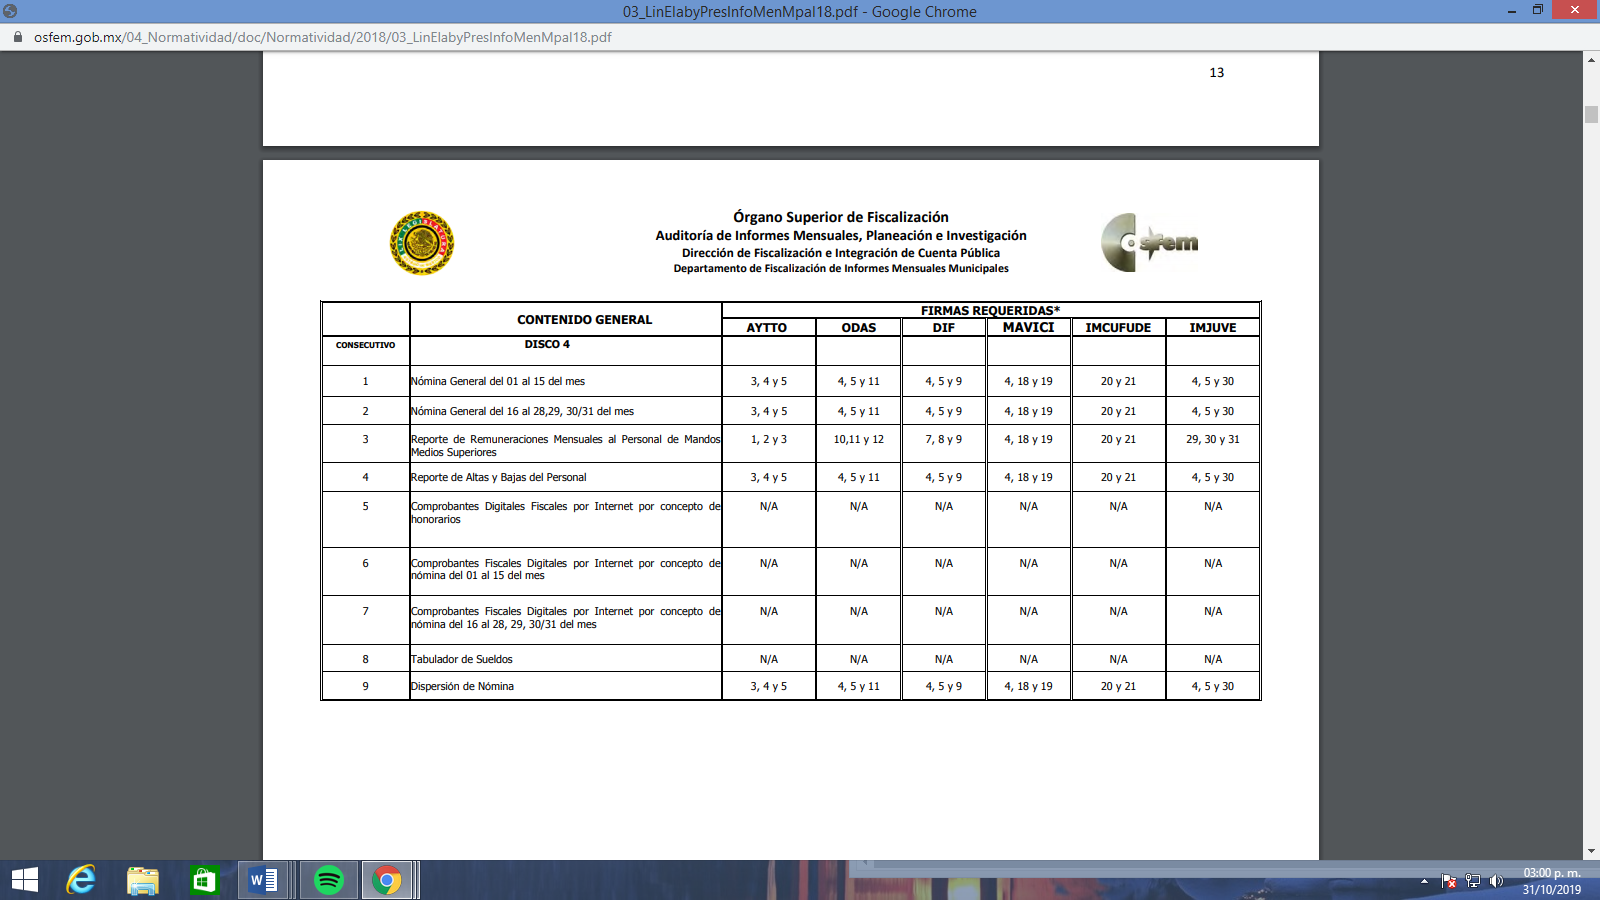 03_LinElabyPresInfoMenMpal18.pdf - Google Chrome
osfem.gob.mx/04_Normatividad/doc/Normatividad/2018/03_LinElabyPresInfoMenMpal18.pdf
13
Órgano Superior de Fiscalización
Auditoría de Informes Mensuales, Planeación e Investigación
Dirección de Fiscalización e Integración de Cuenta Pública
Departamento de Fiscalización de Informes Mensuales Municipales
osfem
CONTENIDO GENERAL FIRMAS REQUERIDAS*
AYTTO ODAS DIF MAVICI IMCUFUDE IMJUVE
CONSECUTIVO DISCO 4
1 Nómina General del 01 al 15 del mes 3, 4 y 5 4, 5 y 11 4, 5 y 9 4, 18 y 19 20 y 21 4, 5 y 30
2 Nómina General del 16 al 28,29, 30/31 del mes 3, 4 y 5 4, 5 y 11 4, 5 y 9 4, 18 y 19 20 y 21 4, 5 y 30
3 Reporte de Remuneraciones Mensuales al Personal de Mandos 1, 2 y 3 10,11 y 12 7, 8 y 9 4, 18 y 19 20 y 21 29, 30 y 31
Medios Superiores
4 Reporte de Altas y Bajas del Personal 3, 4 y 5 4, 5 y 11 4, 5 y 9 4, 18 y 19 20 y 21 4, 5 y 30
5 Comprobantes Digitales Fiscales por Internet por concepto de N/A N/A N/A N/A N/A N/A
honorarios
6 Comprobantes Fiscales Digitales por Internet por concepto de N/A N/A N/A N/A N/A N/A
nómina del 01 al 15 del mes
7 Comprobantes Fiscales Digitales por Internet por concepto de N/A N/A N/A N/A N/A N/A
nómina del 16 al 28, 29, 30/31 del mes
8 Tabulador de Sueldos N/A N/A N/A N/A N/A N/A
9 Dispersión de Nómina 3, 4 y 5 4, 5 y 11 4, 5 y 9 4, 18 y 19 20 y 21 4, 5 y 30
03:00 p. m.
31/10/2019